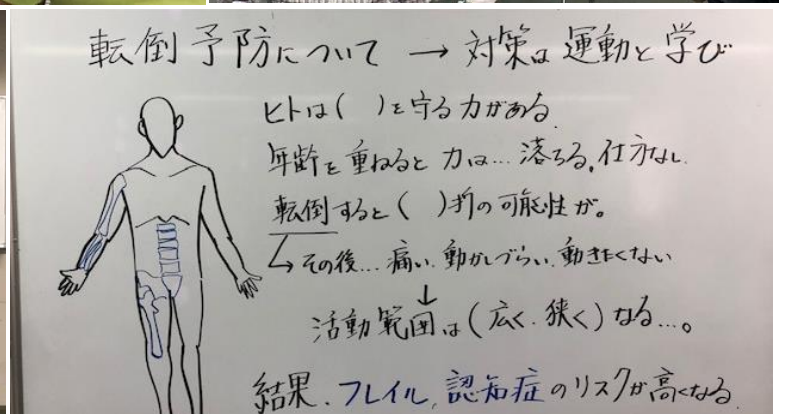 転倒予防について → 対策は運動と学び
ヒトは( )を守る力がある
年齢を重ねると力は…落ちる。仕方なし
転倒すると( )折の可能性が。
↳その後…痛い.動かしづらい.動きたくない
↓
活動範囲は(広く.狭く)なる…。
結果.フレイル,認知症のリスクが高くなる